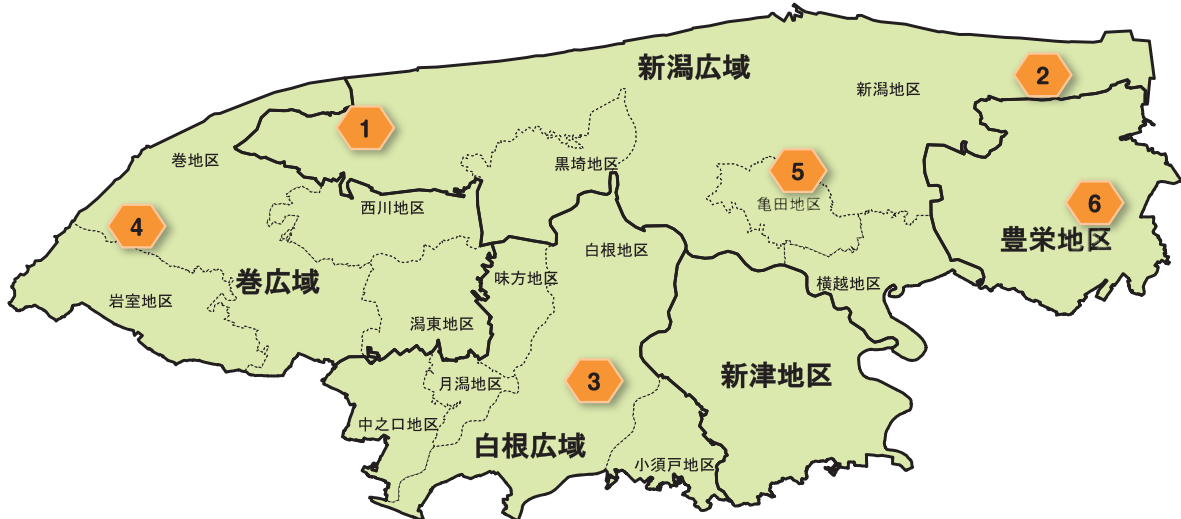 新潟広域
2
新潟地区
1
巻地区
黒埼地区
5
亀田地区
西川地区
6
豊栄地区
4
白根地区
味方地区
巻広域
横越地区
岩室地区
潟東地区
新津地区
月潟地区
3
中之口地区
白根広域
小須戸地区